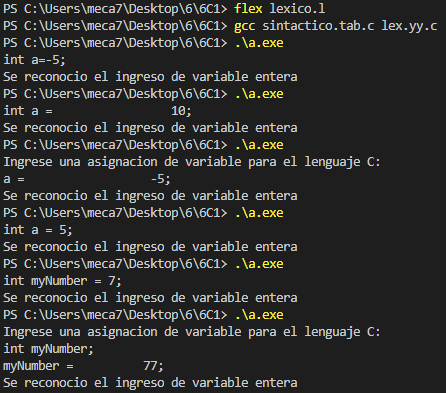 PS C:\Users\meca7\Desktop\6\6C1> flex lexico.l
PS C:\Users\meca7\Desktop\6\6C1> gcc sintactico.tab.c lex.yy.c
PS C:\Users\meca7\Desktop\6\6C1> .\a.exe
int a=-5;
Se reconocio el ingreso de variable entera
PS C:\Users\meca7\Desktop\6\6C1> .\a.exe
int a =                 10;
Se reconocio el ingreso de variable entera
PS C:\Users\meca7\Desktop\6\6C1> .\a.exe
Ingrese una asignacion de variable para el lenguaje C:
a =                  -5;
Se reconocio el ingreso de variable entera
PS C:\Users\meca7\Desktop\6\6C1> .\a.exe
int a = 5;
Se reconocio el ingreso de variable entera
PS C:\Users\meca7\Desktop\6\6C1> .\a.exe
int myNumber = 7;
Se reconocio el ingreso de variable entera
PS C:\Users\meca7\Desktop\6\6C1> .\a.exe
Ingrese una asignacion de variable para el lenguaje C:
int myNumber;
myNumber =          77;
Se reconocio el ingreso de variable entera